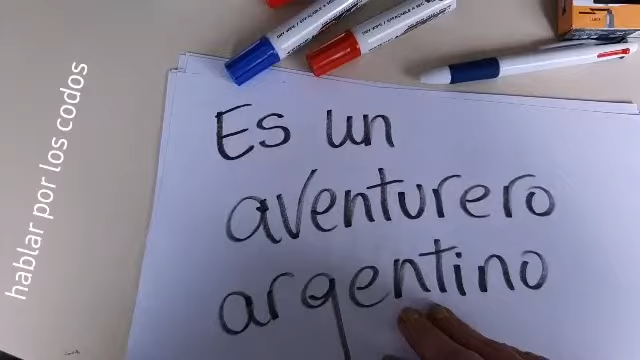 hablar por los codos
Es un
aventurero
argentino